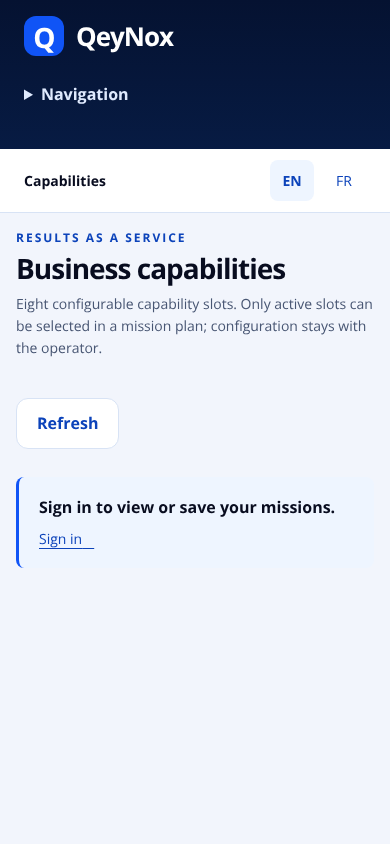 Q QeyNox
Navigation
Capabilities EN FR
RESULTS AS A SERVICE
Business capabilities
Eight configurable capability slots. Only active slots can
be selected in a mission plan; configuration stays with
the operator.
Refresh
Sign in to view or save your missions.
Sign in